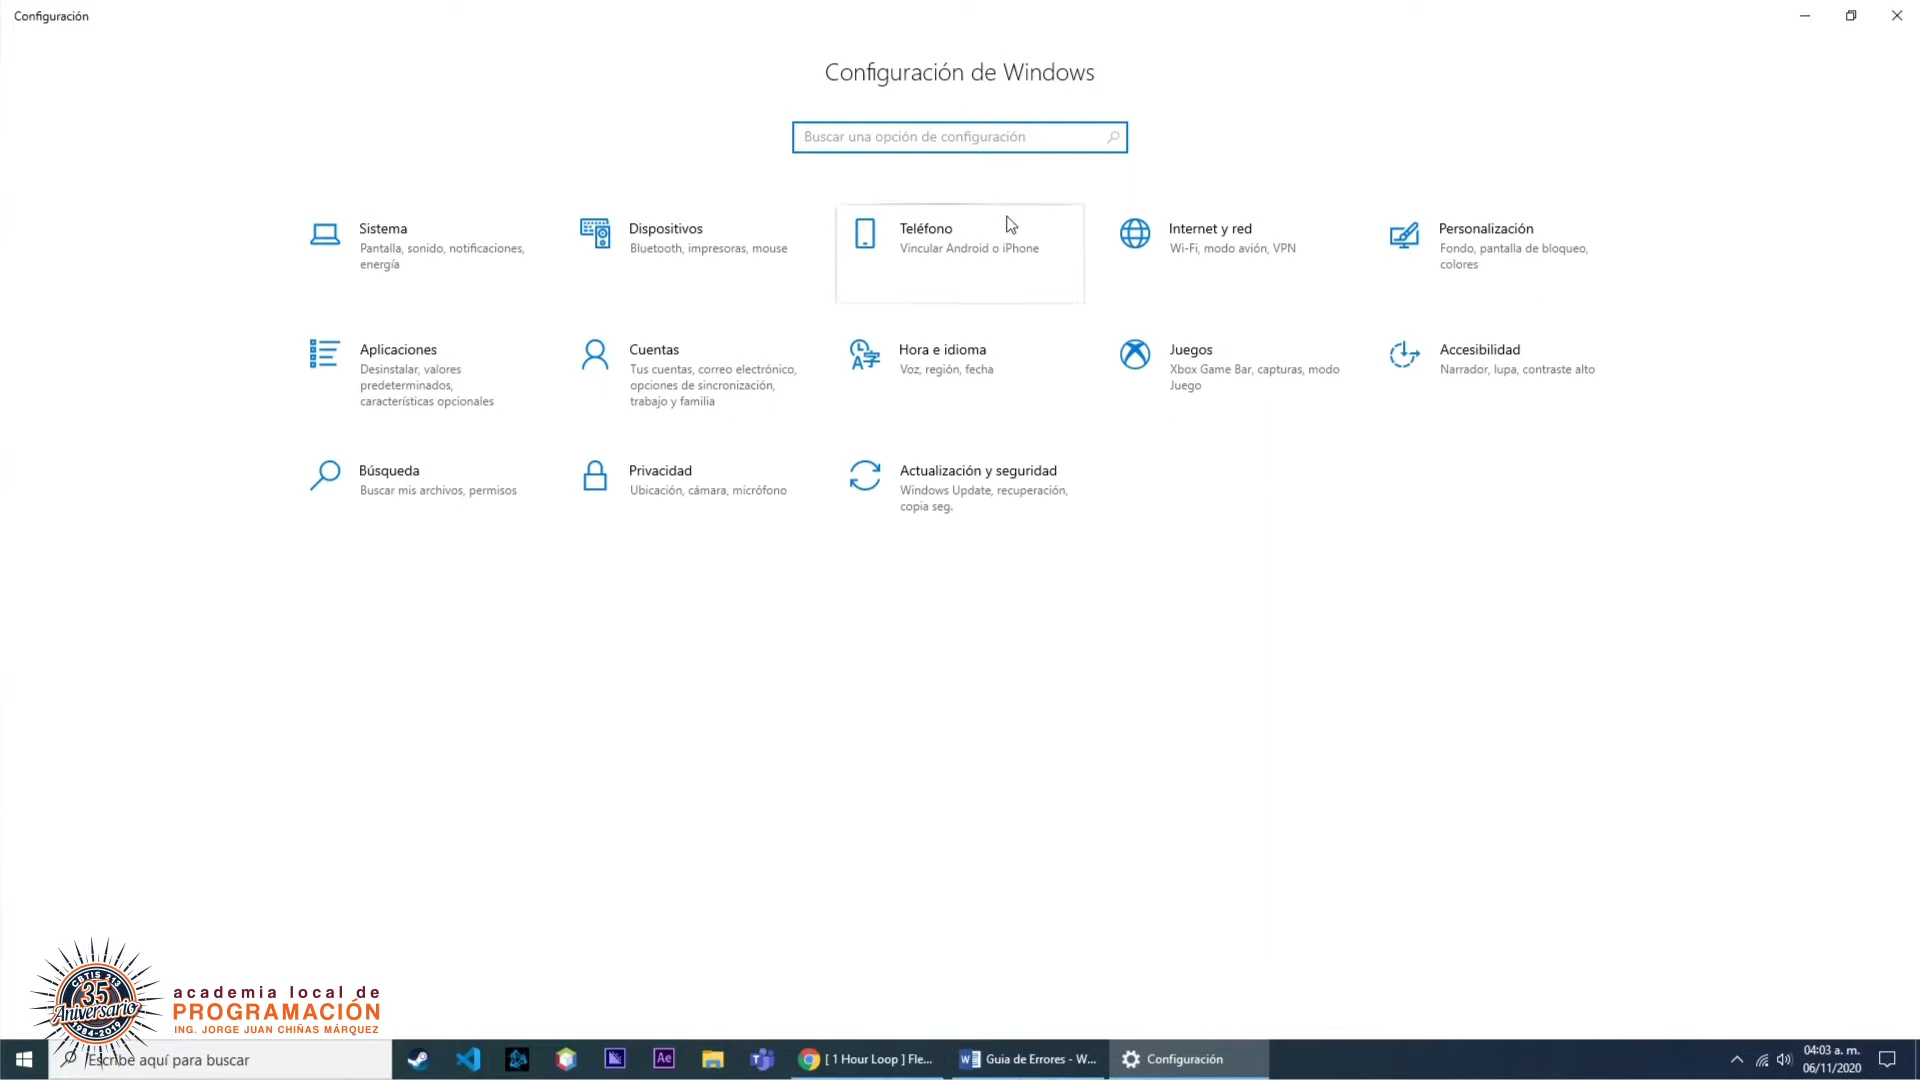 Configuración
Configuración de Windows
Buscar una opción de configuración
Sistema
Pantalla, sonido, notificaciones,
energía
Dispositivos
Bluetooth, impresoras, mouse
Teléfono
Vincular Android o iPhone
Internet y red
Wi-Fi, modo avión, VPN
Personalización
Fondo, pantalla de bloqueo,
colores
Aplicaciones
Desinstalar, valores
predeterminados,
características opcionales
Cuentas
Tus cuentas, correo electrónico,
opciones de sincronización,
trabajo y familia
Hora e idioma
Voz, región, fecha
Juegos
Xbox Game Bar, capturas, modo
Juego
Accesibilidad
Narrador, lupa, contraste alto
Búsqueda
Buscar mis archivos, permisos
Privacidad
Ubicación, cámara, micrófono
Actualización y seguridad
Windows Update, recuperación,
copia seg.
CBTIS 213
35
Aniversario
1984-2019
academia local de
PROGRAMACIÓN
ING. JORGE JUAN CHIÑAS MÁRQUEZ
Escribe aquí para buscar
Ae
[ 1 Hour Loop ] Fle...
Guia de Errores - W...
Configuración
04:03 a. m.
06/11/2020